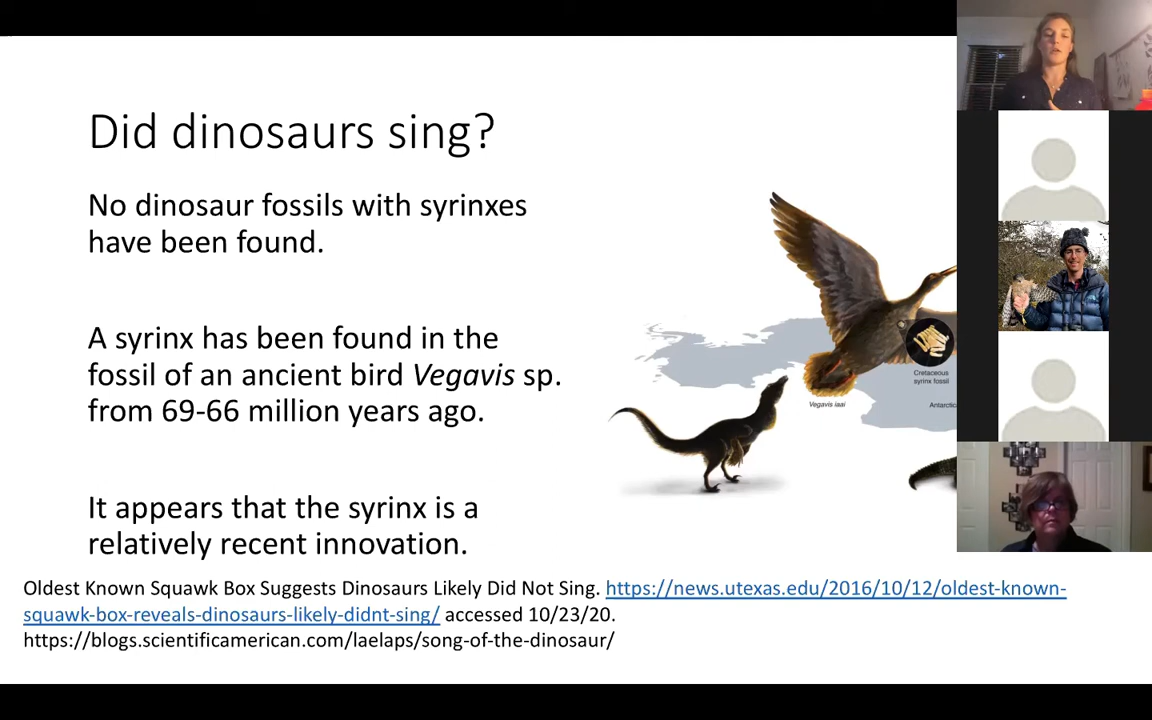 Did dinosaurs sing?
No dinosaur fossils with syrinxes
have been found.
A syrinx has been found in the
fossil of an ancient bird Vegavis sp.
from 69-66 million years ago.
It appears that the syrinx is a
relatively recent innovation.
Cretaceous
syrinx fossil
Vegavis iaai
Oldest Known Squawk Box Suggests Dinosaurs Likely Did Not Sing. https://news.utexas.edu/2016/10/12/oldest-known-
squawk-box-reveals-dinosaurs-likely-didnt-sing/ accessed 10/23/20.
https://blogs.scientificamerican.com/laelaps/song-of-the-dinosaur/